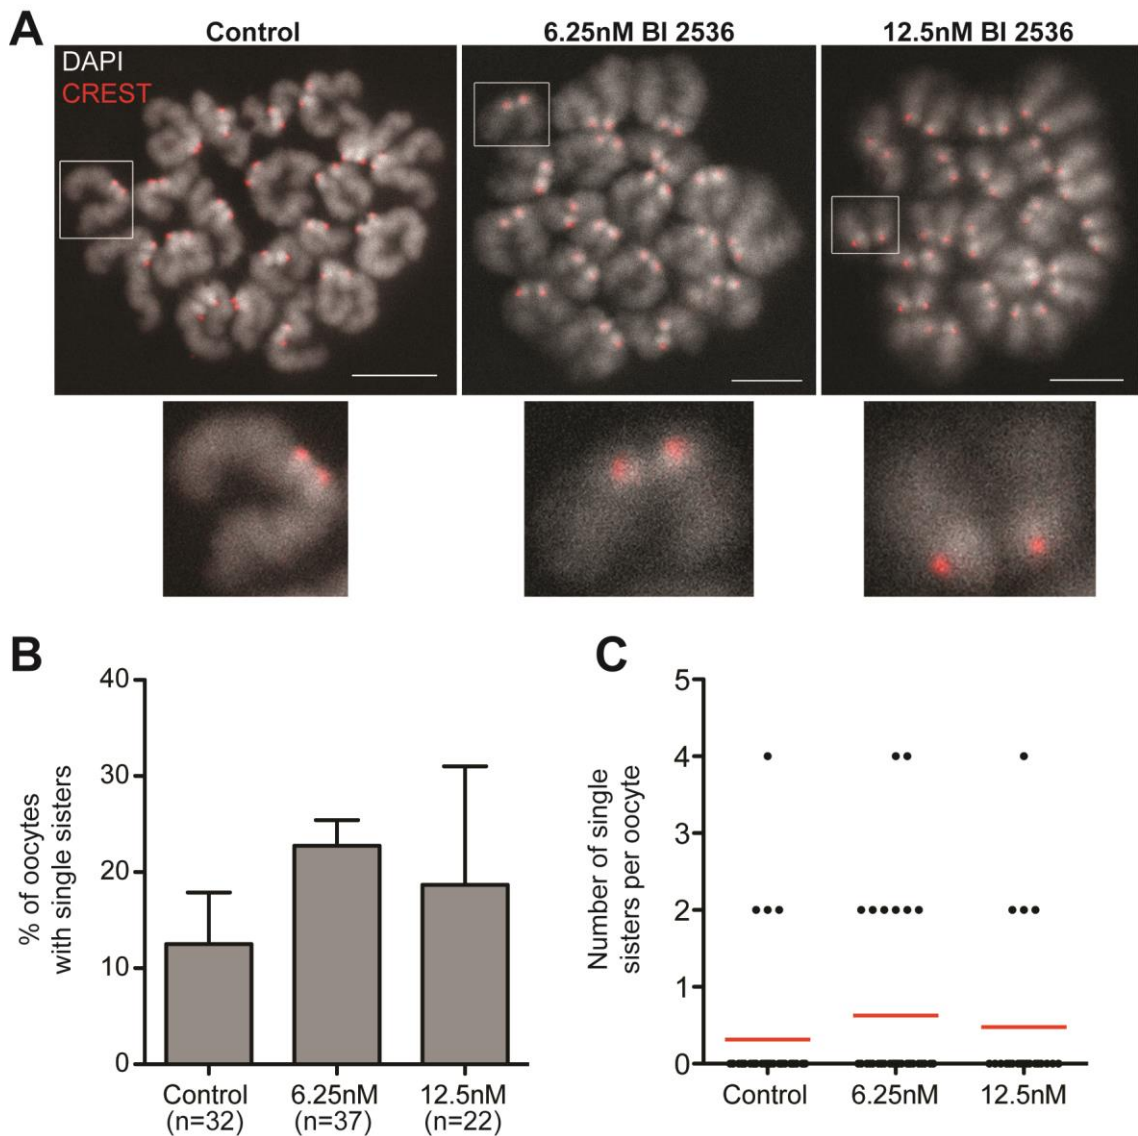 A
Control
6.25nM BI 2536
12.5nM BI 2536
DAPI
CREST
B
% of oocytes
with single sisters
40
30
20
10
0
Control
(n=32)
6.25nM
(n=37)
12.5nM
(n=22)
C
Number of single
sisters per oocyte
5
4
3
2
1
0
Control
6.25nM
12.5nM